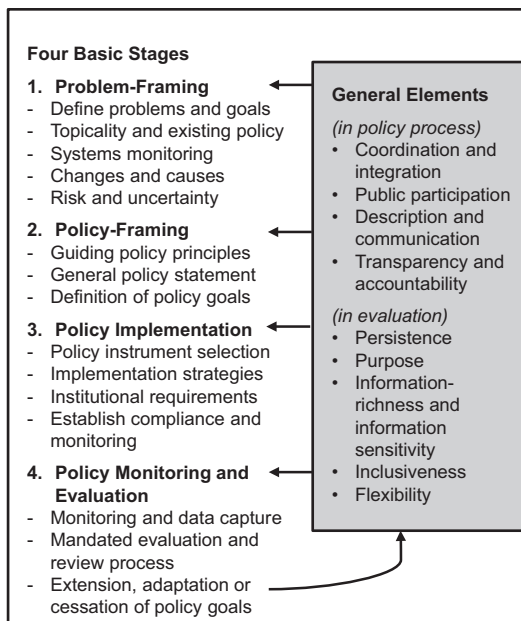 Four Basic Stages
1. Problem-Framing
- Define problems and goals
- Topicality and existing policy
- Systems monitoring
- Changes and causes
- Risk and uncertainty
2. Policy-Framing
- Guiding policy principles
- General policy statement
- Definition of policy goals
3. Policy Implementation
- Policy instrument selection
- Implementation strategies
- Institutional requirements
- Establish compliance and
monitoring
4. Policy Monitoring and
Evaluation
- Monitoring and data capture
- Mandated evaluation and
review process
- Extension, adaptation or
cessation of policy goals
General Elements
(in policy process)
• Coordination and
integration
• Public participation
• Description and
communication
• Transparency and
accountability
(in evaluation)
• Persistence
• Purpose
• Information-
richness and
information
sensitivity
• Inclusiveness
• Flexibility